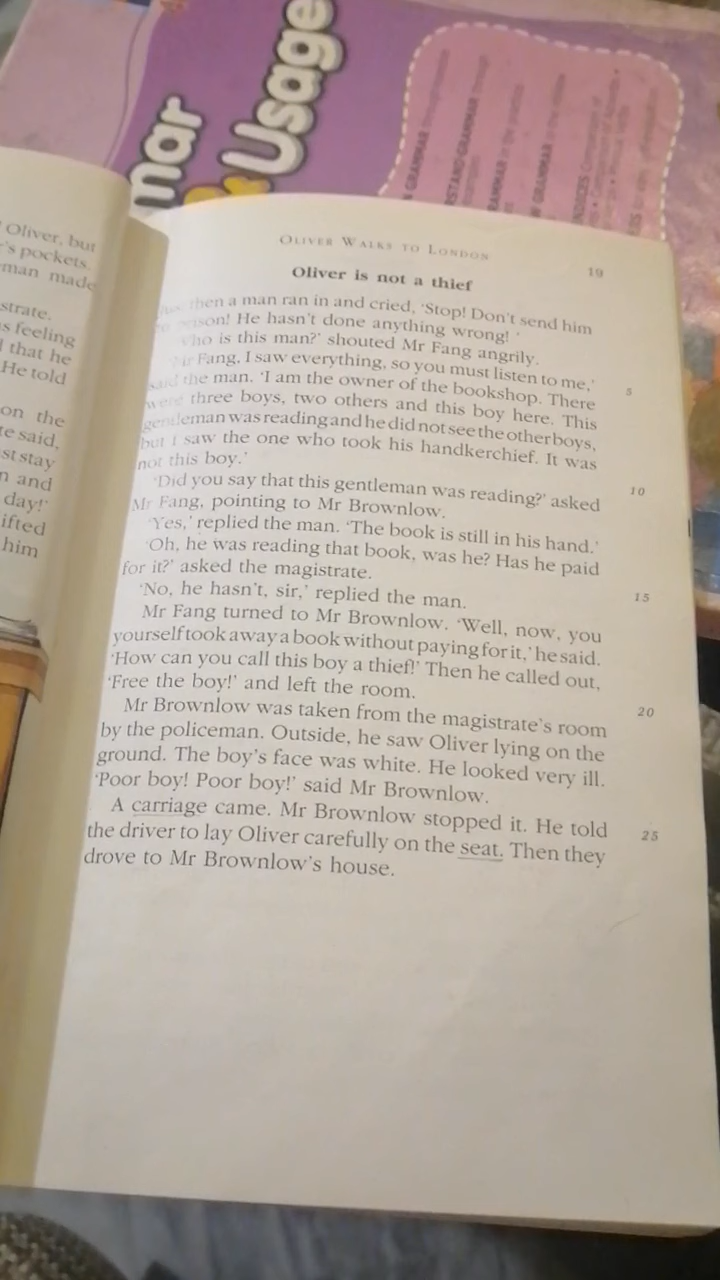 mar
& Usage
Oliver, but
's pockets.
man made
strate.
s feeling
that he
He told
on the
te said,
st stay
n and
day!'
ifted
him
OLIVER WALKS TO LONDON
19
Oliver is not a thief
then a man ran in and cried, 'Stop! Don't send him
prison! He hasn't done anything wrong! '
who is this man?' shouted Mr Fang angrily.
Mr Fang, I saw everything, so you must listen to me,'
said the man. 'I am the owner of the bookshop. There
5
were three boys, two others and this boy here. This
gentleman was reading and he did not see the other boys,
but I saw the one who took his handkerchief. It was
not this boy.'
'Did you say that this gentleman was reading?' asked
10
Mr Fang, pointing to Mr Brownlow.
'Yes,' replied the man. 'The book is still in his hand.'
'Oh, he was reading that book, was he? Has he paid
for it?' asked the magistrate.
'No, he hasn't, sir,' replied the man.
15
Mr Fang turned to Mr Brownlow. 'Well, now, you
yourself took away a book without paying for it,' he said.
'How can you call this boy a thief!' Then he called out,
'Free the boy!' and left the room.
Mr Brownlow was taken from the magistrate's room
20
by the policeman. Outside, he saw Oliver lying on the
ground. The boy's face was white. He looked very ill.
'Poor boy! Poor boy!' said Mr Brownlow.
A carriage came. Mr Brownlow stopped it. He told
the driver to lay Oliver carefully on the seat. Then they
25
drove to Mr Brownlow's house.